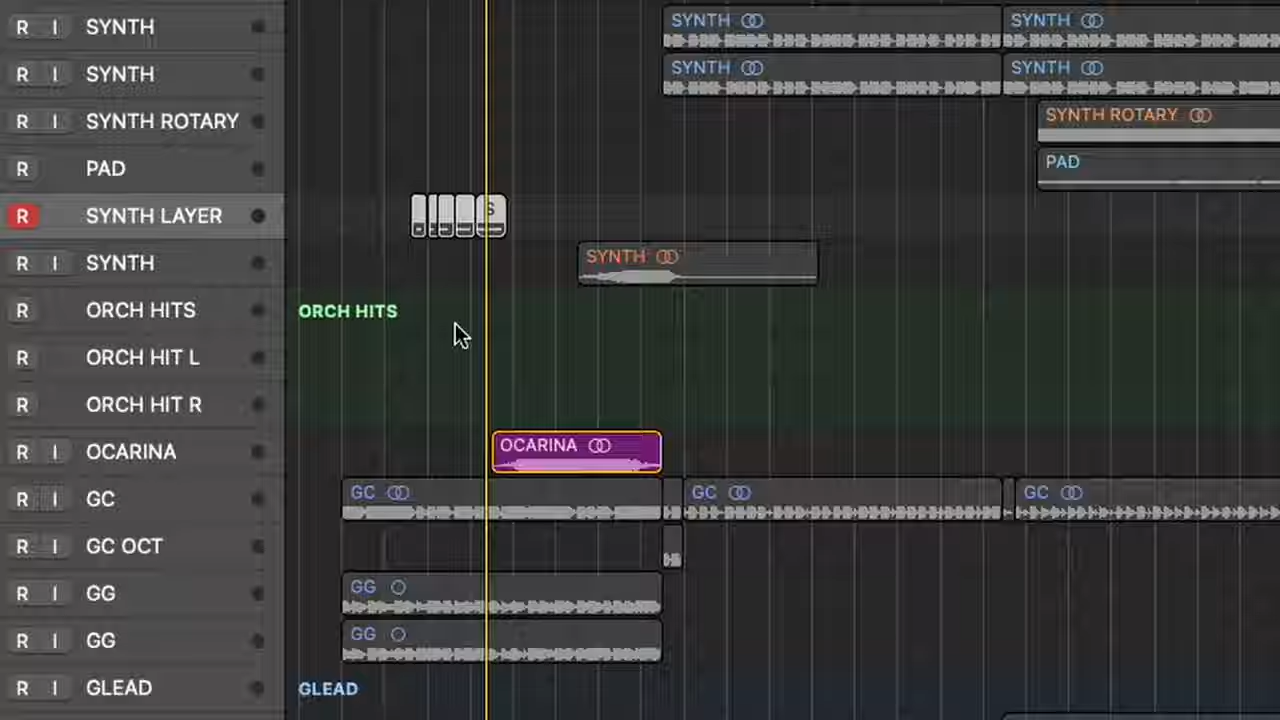 R I SYNTH SYNTH SYNTH
R I SYNTH SYNTH SYNTH
R I SYNTH ROTARY SYNTH ROTARY
R PAD PAD
R SYNTH LAYER S
R I SYNTH SYNTH
R ORCH HITS ORCH HITS
R ORCH HIT L
R ORCH HIT R
R I OCARINA OCARINA
R I GC GC GC GC
R I GC OCT
R I GG GG
R I GG GG
R I GLEAD GLEAD